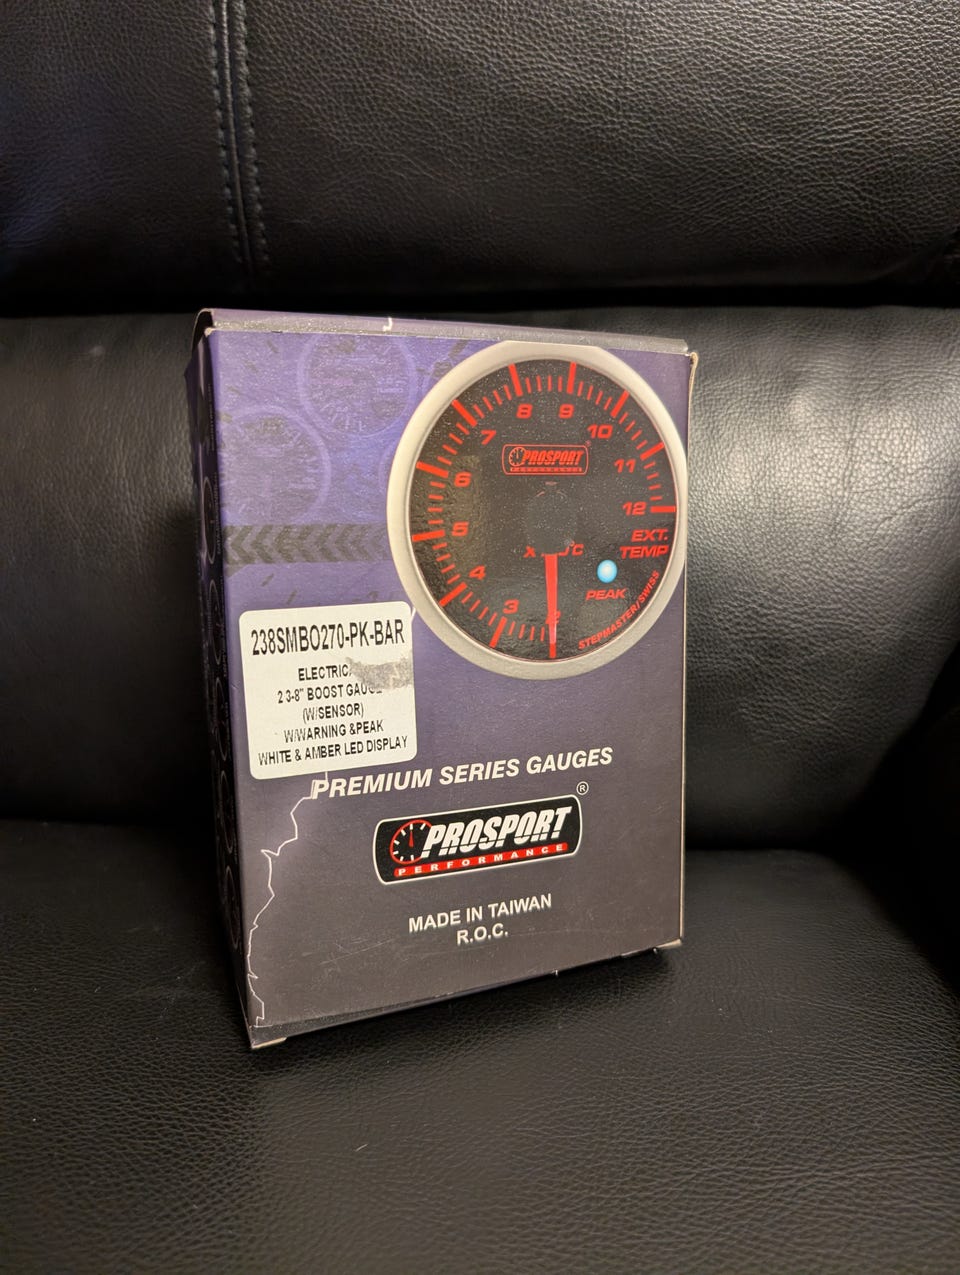 7
8
9
10
6
11
5
12
4
3
PROSPORT
PERFORMANCE
EXT.
TEMP
PEAK
STEPMASTER/SWISS
238SMBO270-PK-BAR
2 3-8" BOOST
(W/SENSOR)
W/WARNING &PEAK
WHITE & AMBER LED DISPLAY
PREMIUM SERIES GAUGES
®
PROSPORT
PERFORMANCE
MADE IN TAIWAN
R.O.C.